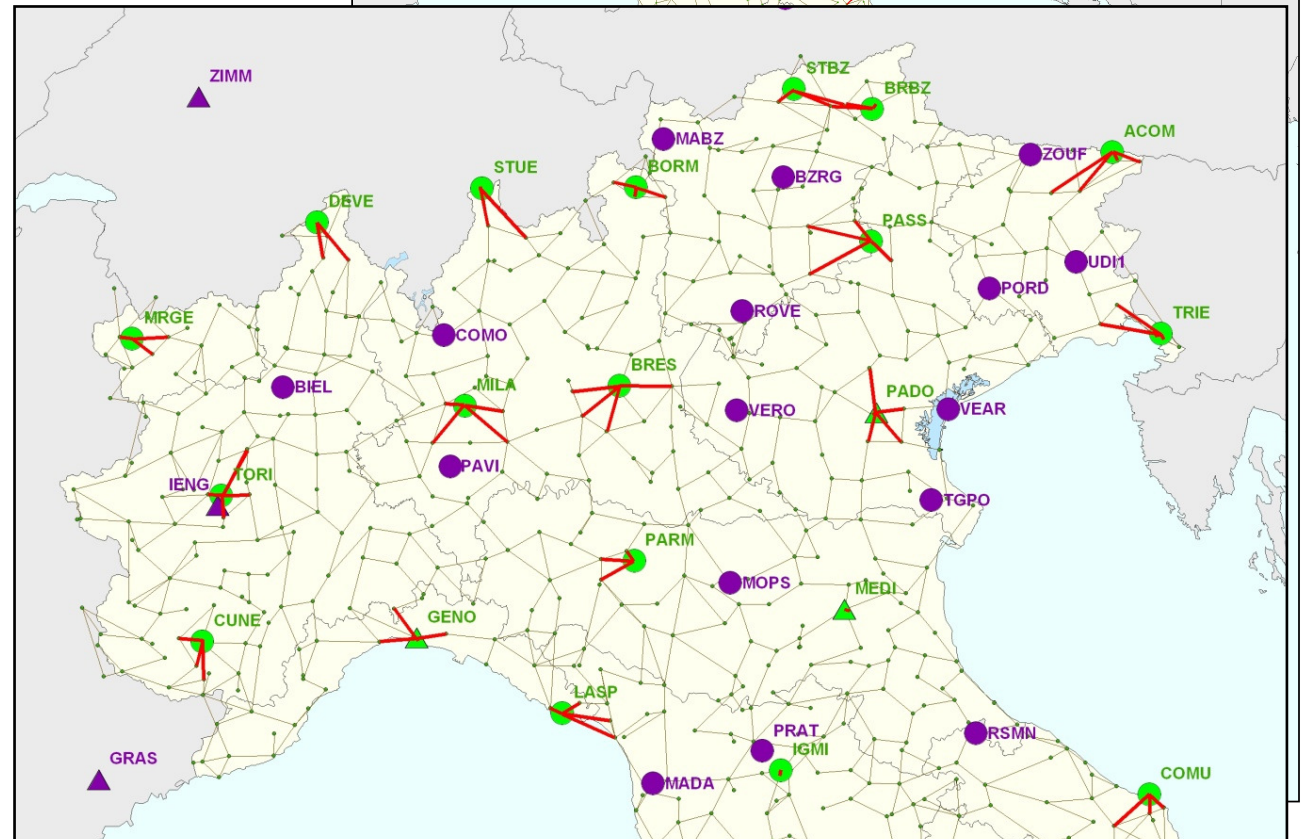 ZIMM
STBZ
BRBZ
ACOM
MABZ
ZOUF
STUE
BORM
BZRG
DEVE
PASS
UDI1
PORD
ROVE
TRIE
MRGE
COMO
BRES
BIEL
MILA
PADO
VERO
VEAR
PAVI
IENG
TORI
TGPO
PARM
MOPS
MEDI
CUNE
GENO
LASP
PRAT
RSMN
IGMI
GRAS
MADA
COMU